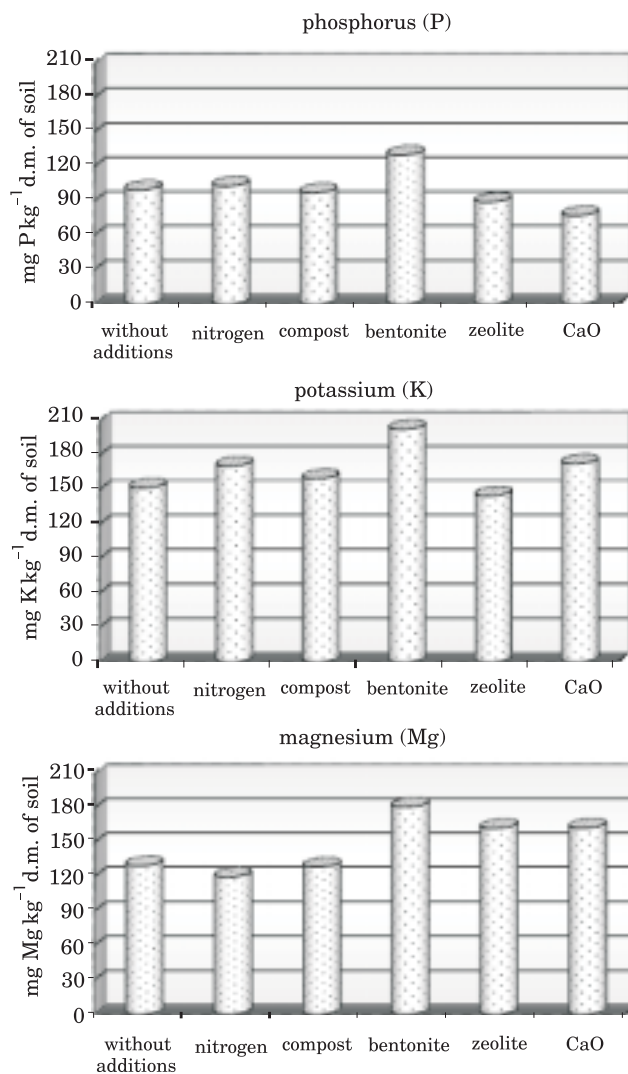 phosphorus (P)
mg P kg⁻¹ d.m. of soil
210
180
150
120
90
60
30
0
without additions
nitrogen
compost
bentonite
zeolite
CaO
potassium (K)
mg K kg⁻¹ d.m. of soil
210
180
150
120
90
60
30
0
without additions
nitrogen
compost
bentonite
zeolite
CaO
magnesium (Mg)
mg Mg kg⁻¹ d.m. of soil
210
180
150
120
90
60
30
0
without additions
nitrogen
compost
bentonite
zeolite
CaO